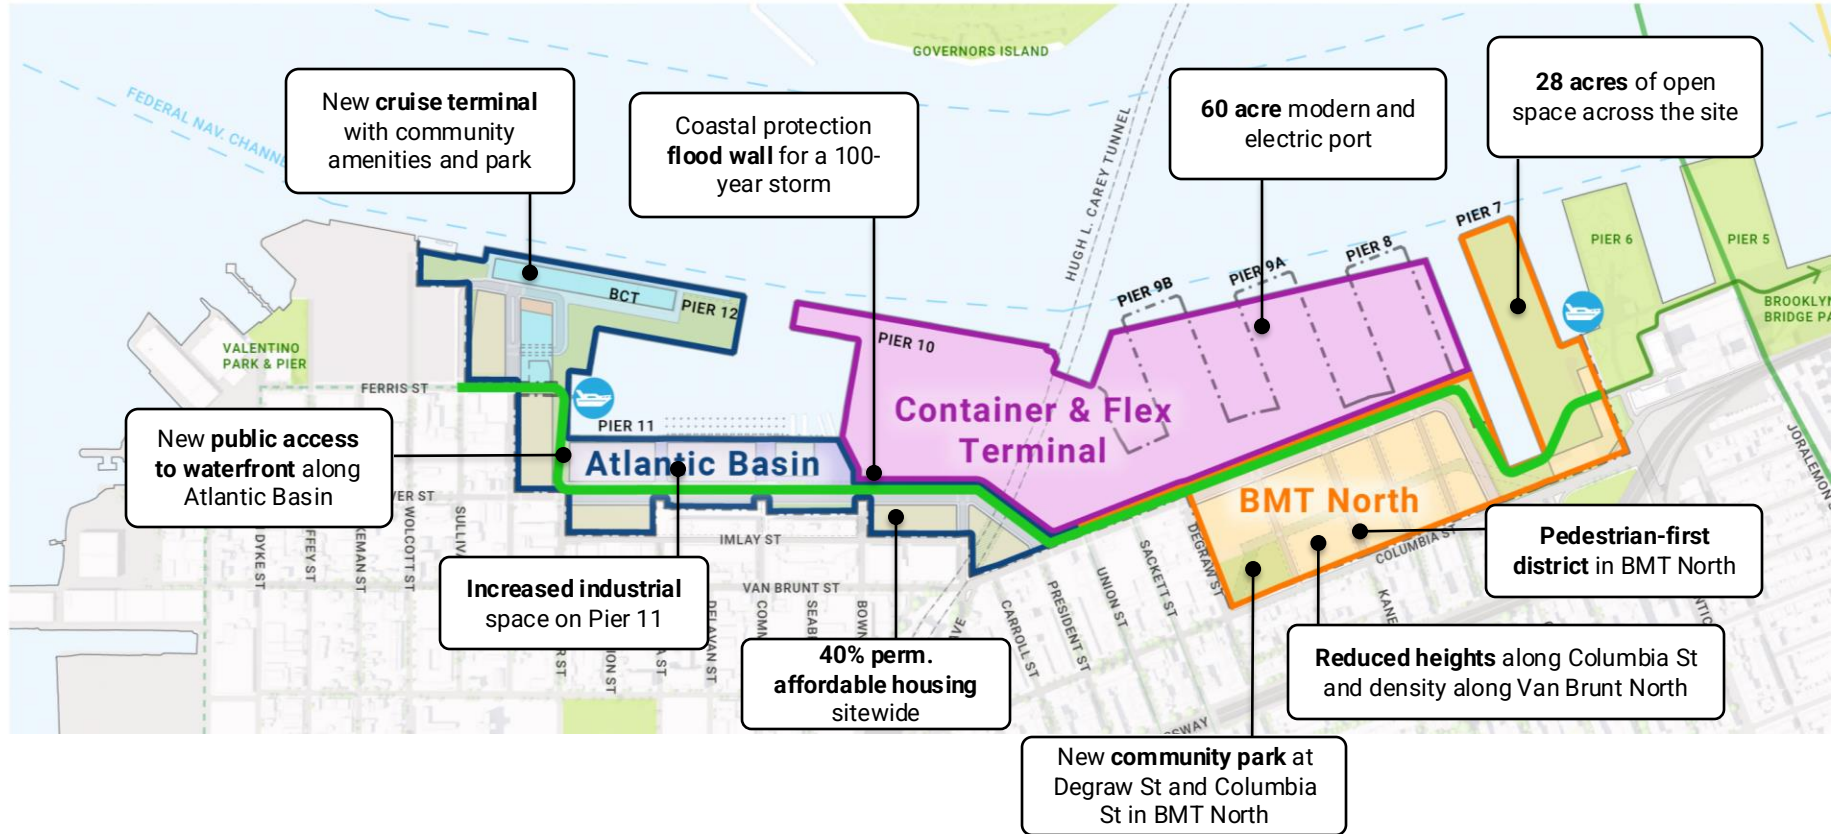 GOVERNORS ISLAND
FEDERAL NAV.
HUGH L. CAREY TUNNEL
New cruise terminal
with community
amenities and park
Coastal protection
flood wall for a 100-
year storm
60 acre modern and
electric port
28 acres of open
space across the site
PIER 7
PIER 6
PIER 5
PIER 8
PIER 9A
PIER 9B
BCT
PIER 12
PIER 10
BROOKLYN
BRIDGE
VALENTINO
PARK & PIER
FERRIS ST
PIER 11
Container & Flex
Terminal
Atlantic Basin
BMT North
New public access
to waterfront along
Atlantic Basin
WOLCOTT ST
DYKE ST
IMLAY ST
VAN BRUNT ST
SACKETT ST
DEGRAW ST
UNION ST
PRESIDENT ST
CARROLL ST
COLUMBIA ST
Increased industrial
space on Pier 11
Pedestrian-first
district in BMT North
40% perm.
affordable housing
sitewide
Reduced heights along Columbia St
and density along Van Brunt North
New community park at
Degraw St and Columbia
St in BMT North